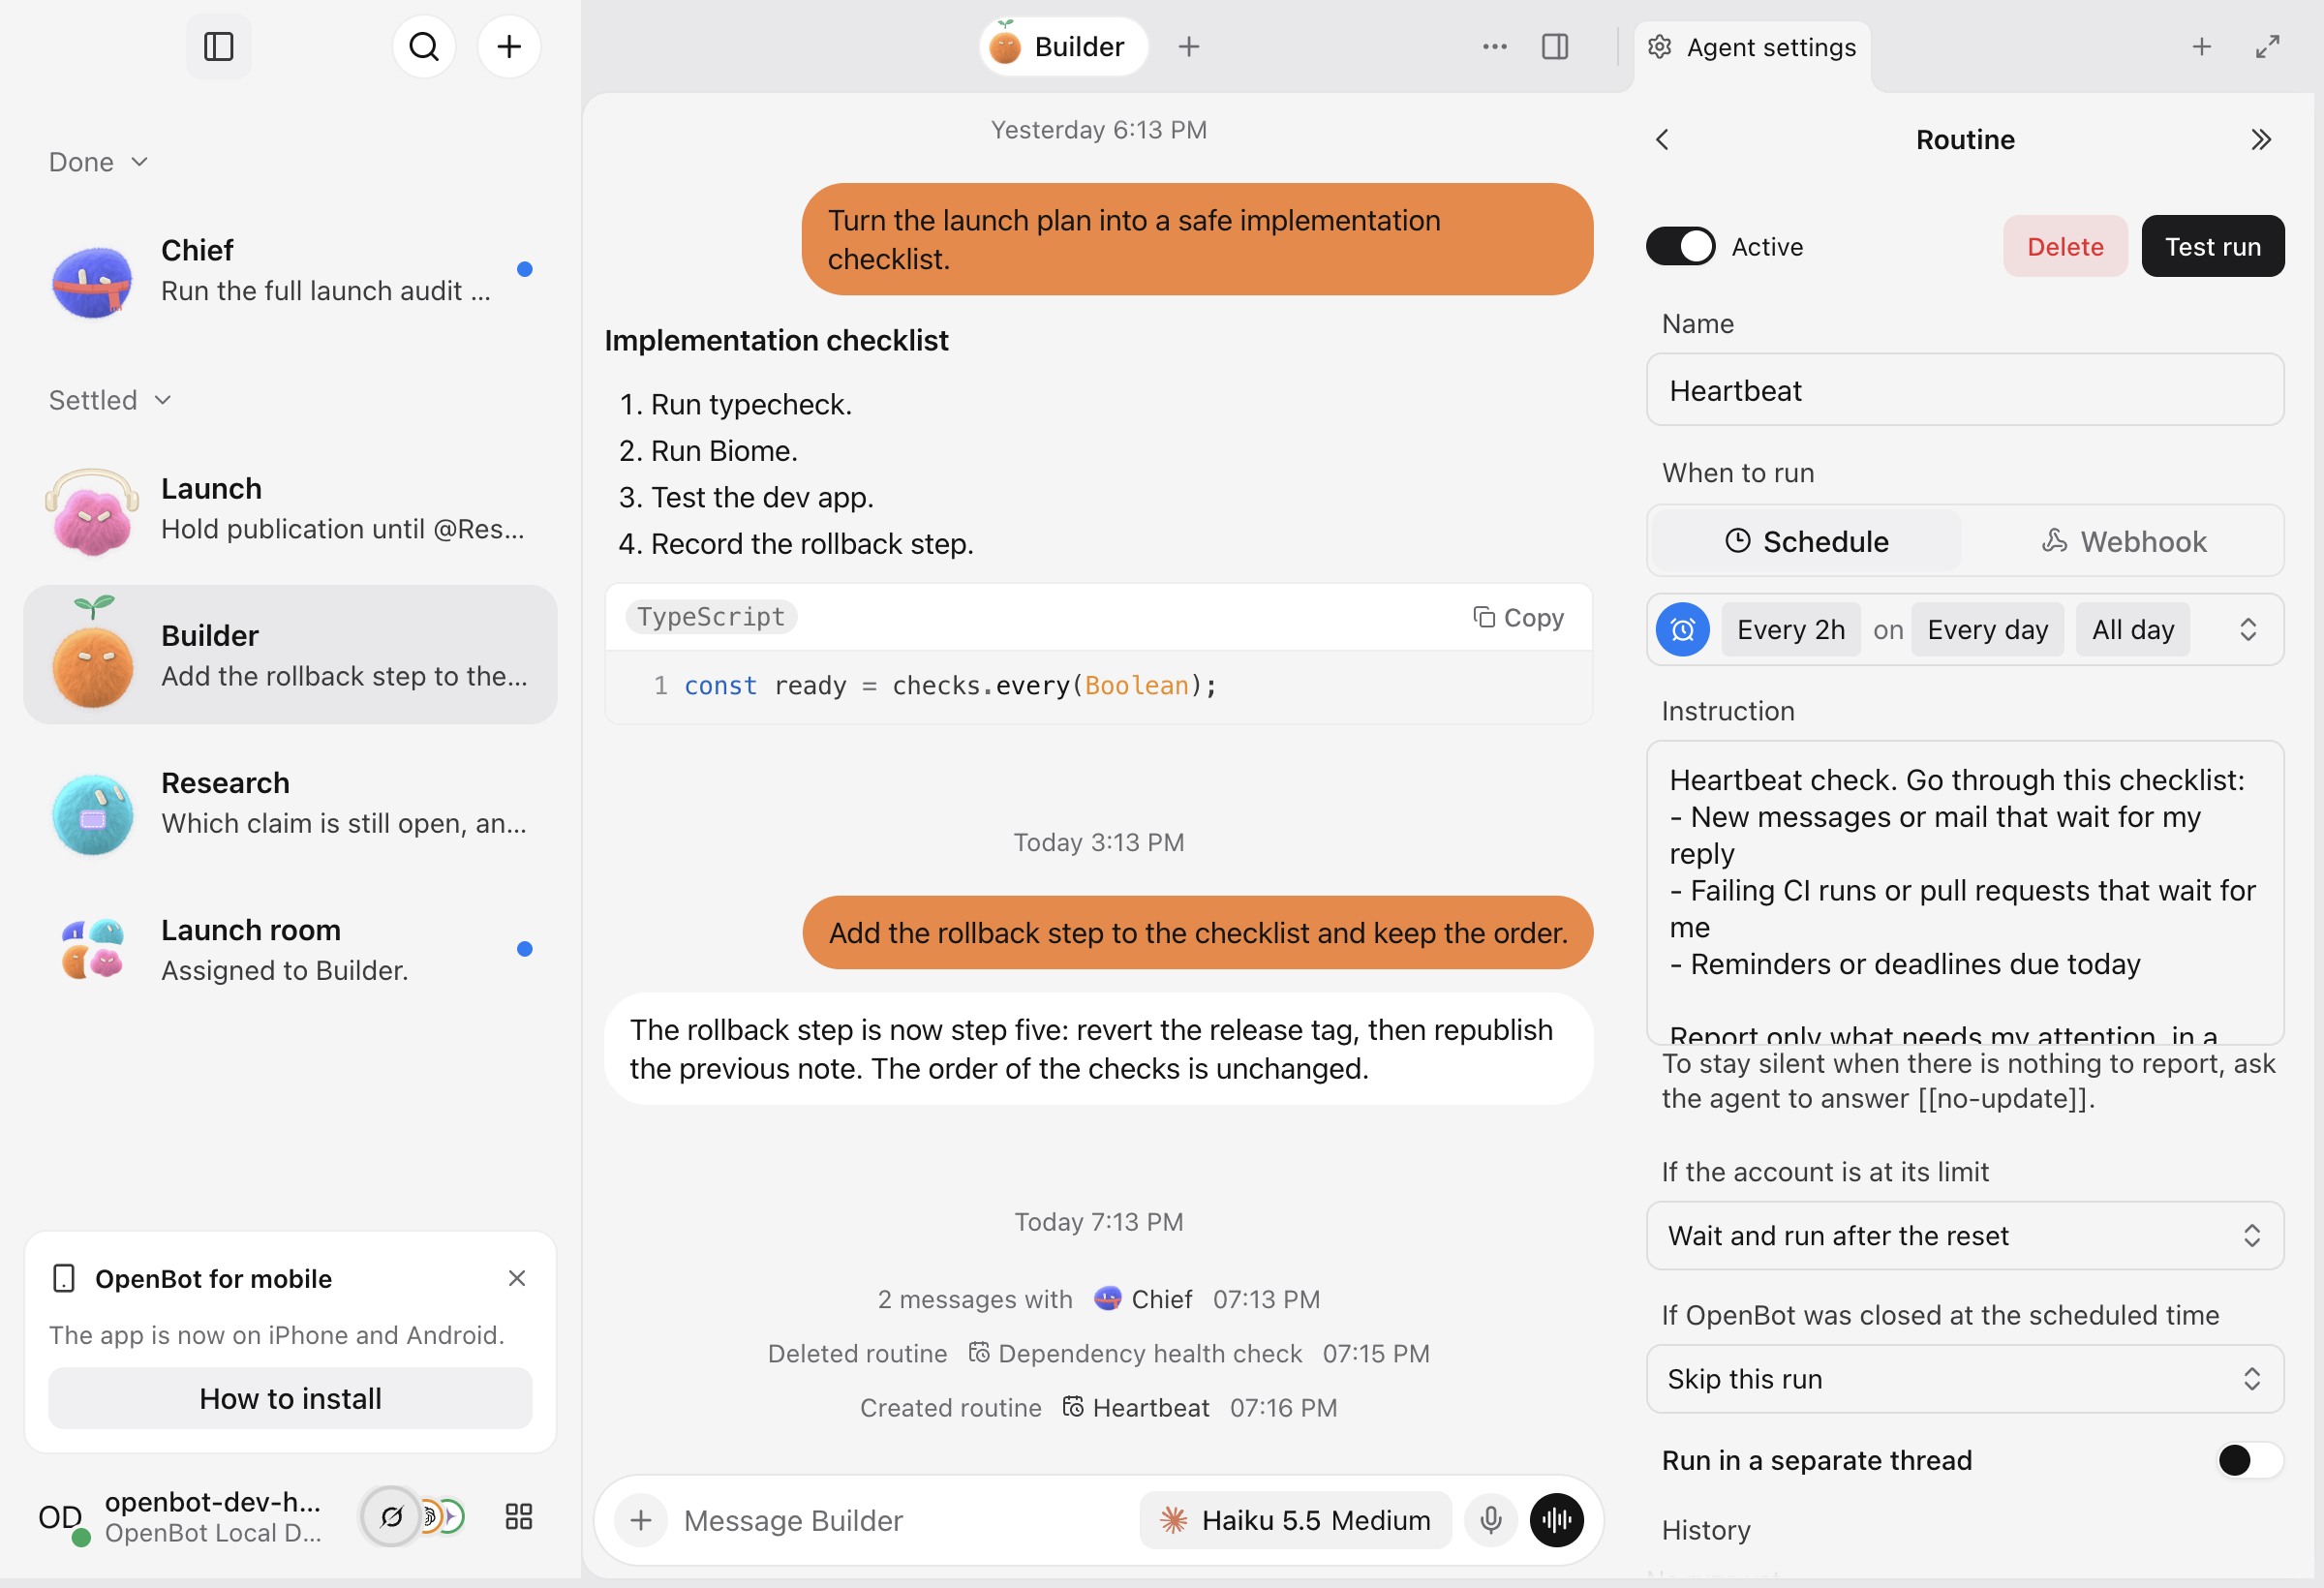 Done
Chief
Run the full launch audit ...
Settled
Launch
Hold publication until @Res...
Builder
Add the rollback step to the...
Research
Which claim is still open, an...
Launch room
Assigned to Builder.
OpenBot for mobile
The app is now on iPhone and Android.
How to install
OD
openbot-dev-h...
OpenBot Local D...
Builder
Yesterday 6:13 PM
Turn the launch plan into a safe implementation
checklist.
Implementation checklist
1. Run typecheck.
2. Run Biome.
3. Test the dev app.
4. Record the rollback step.
TypeScript
Copy
1 const ready = checks.every(Boolean);
Today 3:13 PM
Add the rollback step to the checklist and keep the order.
The rollback step is now step five: revert the release tag, then republish
the previous note. The order of the checks is unchanged.
Today 7:13 PM
2 messages with Chief 07:13 PM
Deleted routine Dependency health check 07:15 PM
Created routine Heartbeat 07:16 PM
Message Builder
Haiku 5.5 Medium
Agent settings
Routine
Active
Delete
Test run
Name
Heartbeat
When to run
Schedule
Webhook
Every 2h on Every day All day
Instruction
Heartbeat check. Go through this checklist:
- New messages or mail that wait for my
reply
- Failing CI runs or pull requests that wait for
me
- Reminders or deadlines due today
Report only what needs my attention, in a
To stay silent when there is nothing to report, ask
the agent to answer [[no-update]].
If the account is at its limit
Wait and run after the reset
If OpenBot was closed at the scheduled time
Skip this run
Run in a separate thread
History